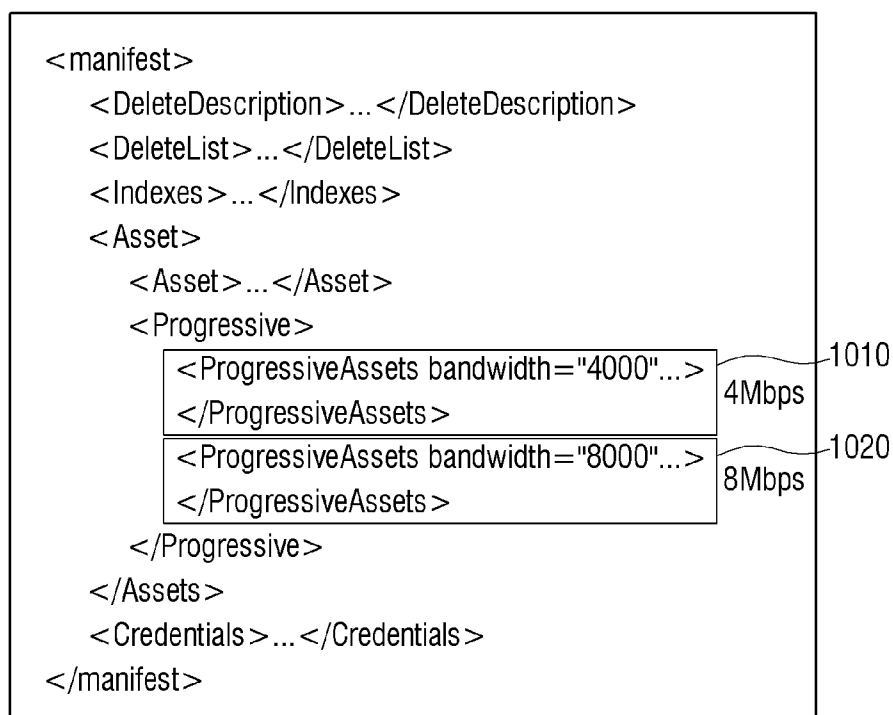 <manifest>
<DeleteDescription>...</DeleteDescription>
<DeleteList>...</DeleteList>
<Indexes>...</Indexes>
<Asset>
<Asset>...</Asset>
<Progressive>
<ProgressiveAssets bandwidth="4000"...> 1010
</ProgressiveAssets> 4Mbps
<ProgressiveAssets bandwidth="8000"...> 1020
</ProgressiveAssets> 8Mbps
</Progressive>
</Assets>
<Credentials>...</Credentials>
</manifest>